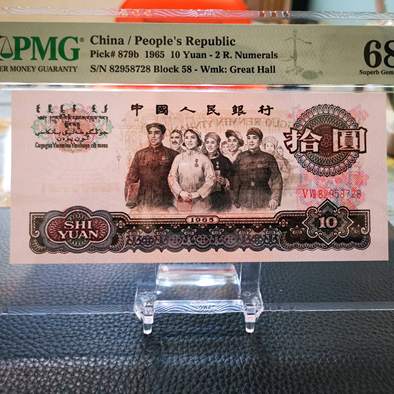 PMG
ER MONEY GUARANTY
China / People's Republic
Pick# 879b 1965 10 Yuan - 2 R. Numerals
S/N 82958728 Block 58 - Wmk: Great Hall
68
Superb Gem
中國人民銀行
拾圓
SHI
YUAN
1965
10